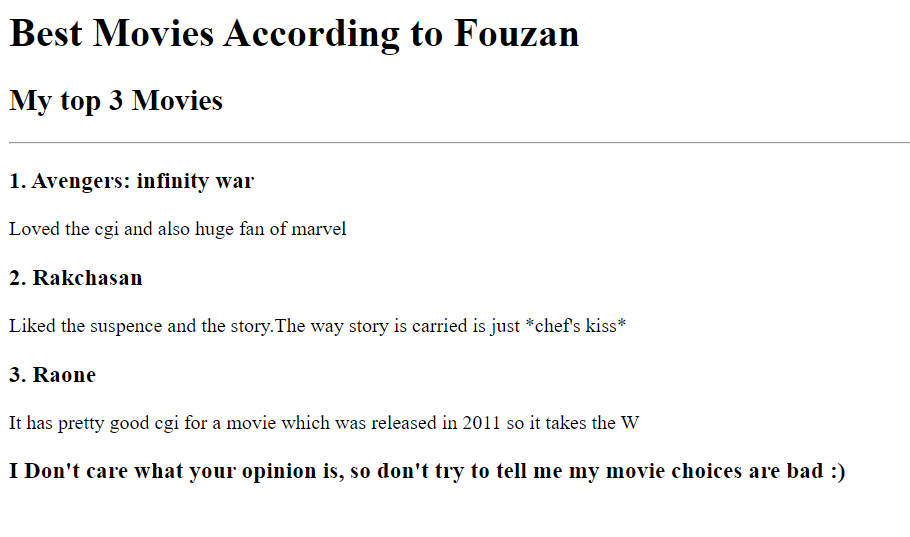 Best Movies According to Fouzan
My top 3 Movies
1. Avengers: infinity war
Loved the cgi and also huge fan of marvel
2. Rakchasan
Liked the suspence and the story.The way story is carried is just *chef's kiss*
3. Raone
It has pretty good cgi for a movie which was released in 2011 so it takes the W
I Don't care what your opinion is, so don't try to tell me my movie choices are bad :)